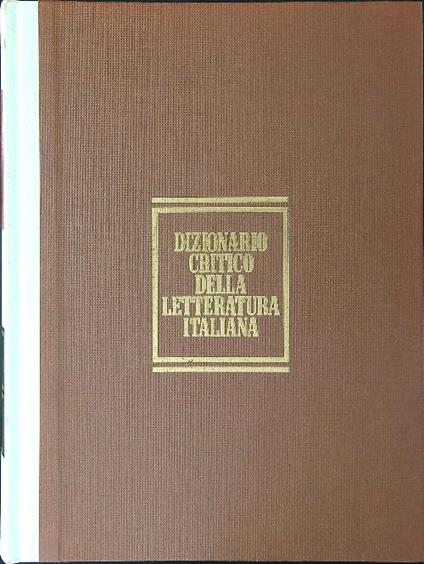 DIZIONARIO
CRITICO
DELLA
LETTERATURA
ITALIANA